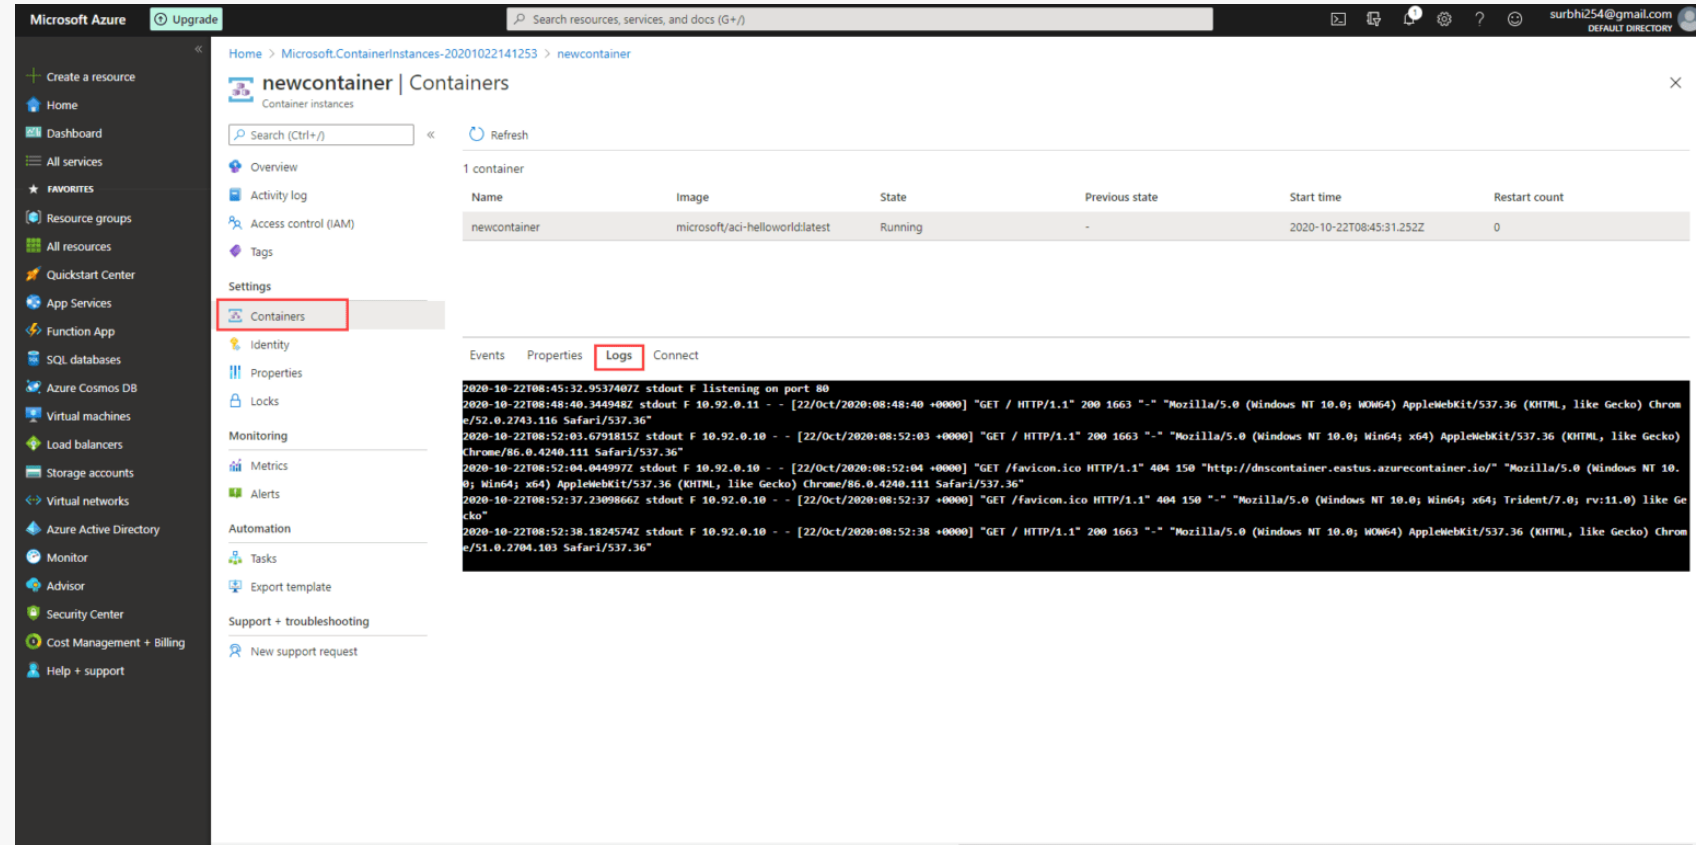 Microsoft Azure
Upgrade
Search resources, services, and docs (G+/)
1
?
surbhi254@gmail.com
DEFAULT DIRECTORY
«
Create a resource
Home
Dashboard
All services
FAVORITES
Resource groups
All resources
Quickstart Center
App Services
Function App
SQL databases
Azure Cosmos DB
Virtual machines
Load balancers
Storage accounts
Virtual networks
Azure Active Directory
Monitor
Advisor
Security Center
Cost Management + Billing
Help + support
Home > Microsoft.ContainerInstances-20201022141253 > newcontainer
newcontainer | Containers
Container instances
Search (Ctrl+/)
«
Overview
Activity log
Access control (IAM)
Tags
Settings
Containers
Identity
Properties
Locks
Monitoring
Metrics
Alerts
Automation
Tasks
Export template
Support + troubleshooting
New support request
Refresh
1 container
Name Image State Previous state Start time Restart count
newcontainer microsoft/aci-helloworld:latest Running - 2020-10-22T08:45:31.252Z 0
Events Properties Logs Connect
2020-10-22T08:45:32.9537407Z stdout F listening on port 80
2020-10-22T08:48:40.344948Z stdout F 10.92.0.11 - - [22/Oct/2020:08:48:40 +0000] "GET / HTTP/1.1" 200 1663 "-" "Mozilla/5.0 (Windows NT 10.0; WOW64) AppleWebKit/537.36 (KHTML, like Gecko) Chrom
e/52.0.2743.116 Safari/537.36"
2020-10-22T08:52:03.6791815Z stdout F 10.92.0.10 - - [22/Oct/2020:08:52:03 +0000] "GET / HTTP/1.1" 200 1663 "-" "Mozilla/5.0 (Windows NT 10.0; Win64; x64) AppleWebKit/537.36 (KHTML, like Gecko)
Chrome/86.0.4240.111 Safari/537.36"
2020-10-22T08:52:04.044997Z stdout F 10.92.0.10 - - [22/Oct/2020:08:52:04 +0000] "GET /favicon.ico HTTP/1.1" 404 150 "http://dnscontainer.eastus.azurecontainer.io/" "Mozilla/5.0 (Windows NT 10.
0; Win64; x64) AppleWebKit/537.36 (KHTML, like Gecko) Chrome/86.0.4240.111 Safari/537.36"
2020-10-22T08:52:37.2309866Z stdout F 10.92.0.10 - - [22/Oct/2020:08:52:37 +0000] "GET /favicon.ico HTTP/1.1" 404 150 "-" "Mozilla/5.0 (Windows NT 10.0; Win64; x64; Trident/7.0; rv:11.0) like Ge
cko"
2020-10-22T08:52:38.1824574Z stdout F 10.92.0.10 - - [22/Oct/2020:08:52:38 +0000] "GET / HTTP/1.1" 200 1663 "-" "Mozilla/5.0 (Windows NT 10.0; WOW64) AppleWebKit/537.36 (KHTML, like Gecko) Chrom
e/51.0.2704.103 Safari/537.36"